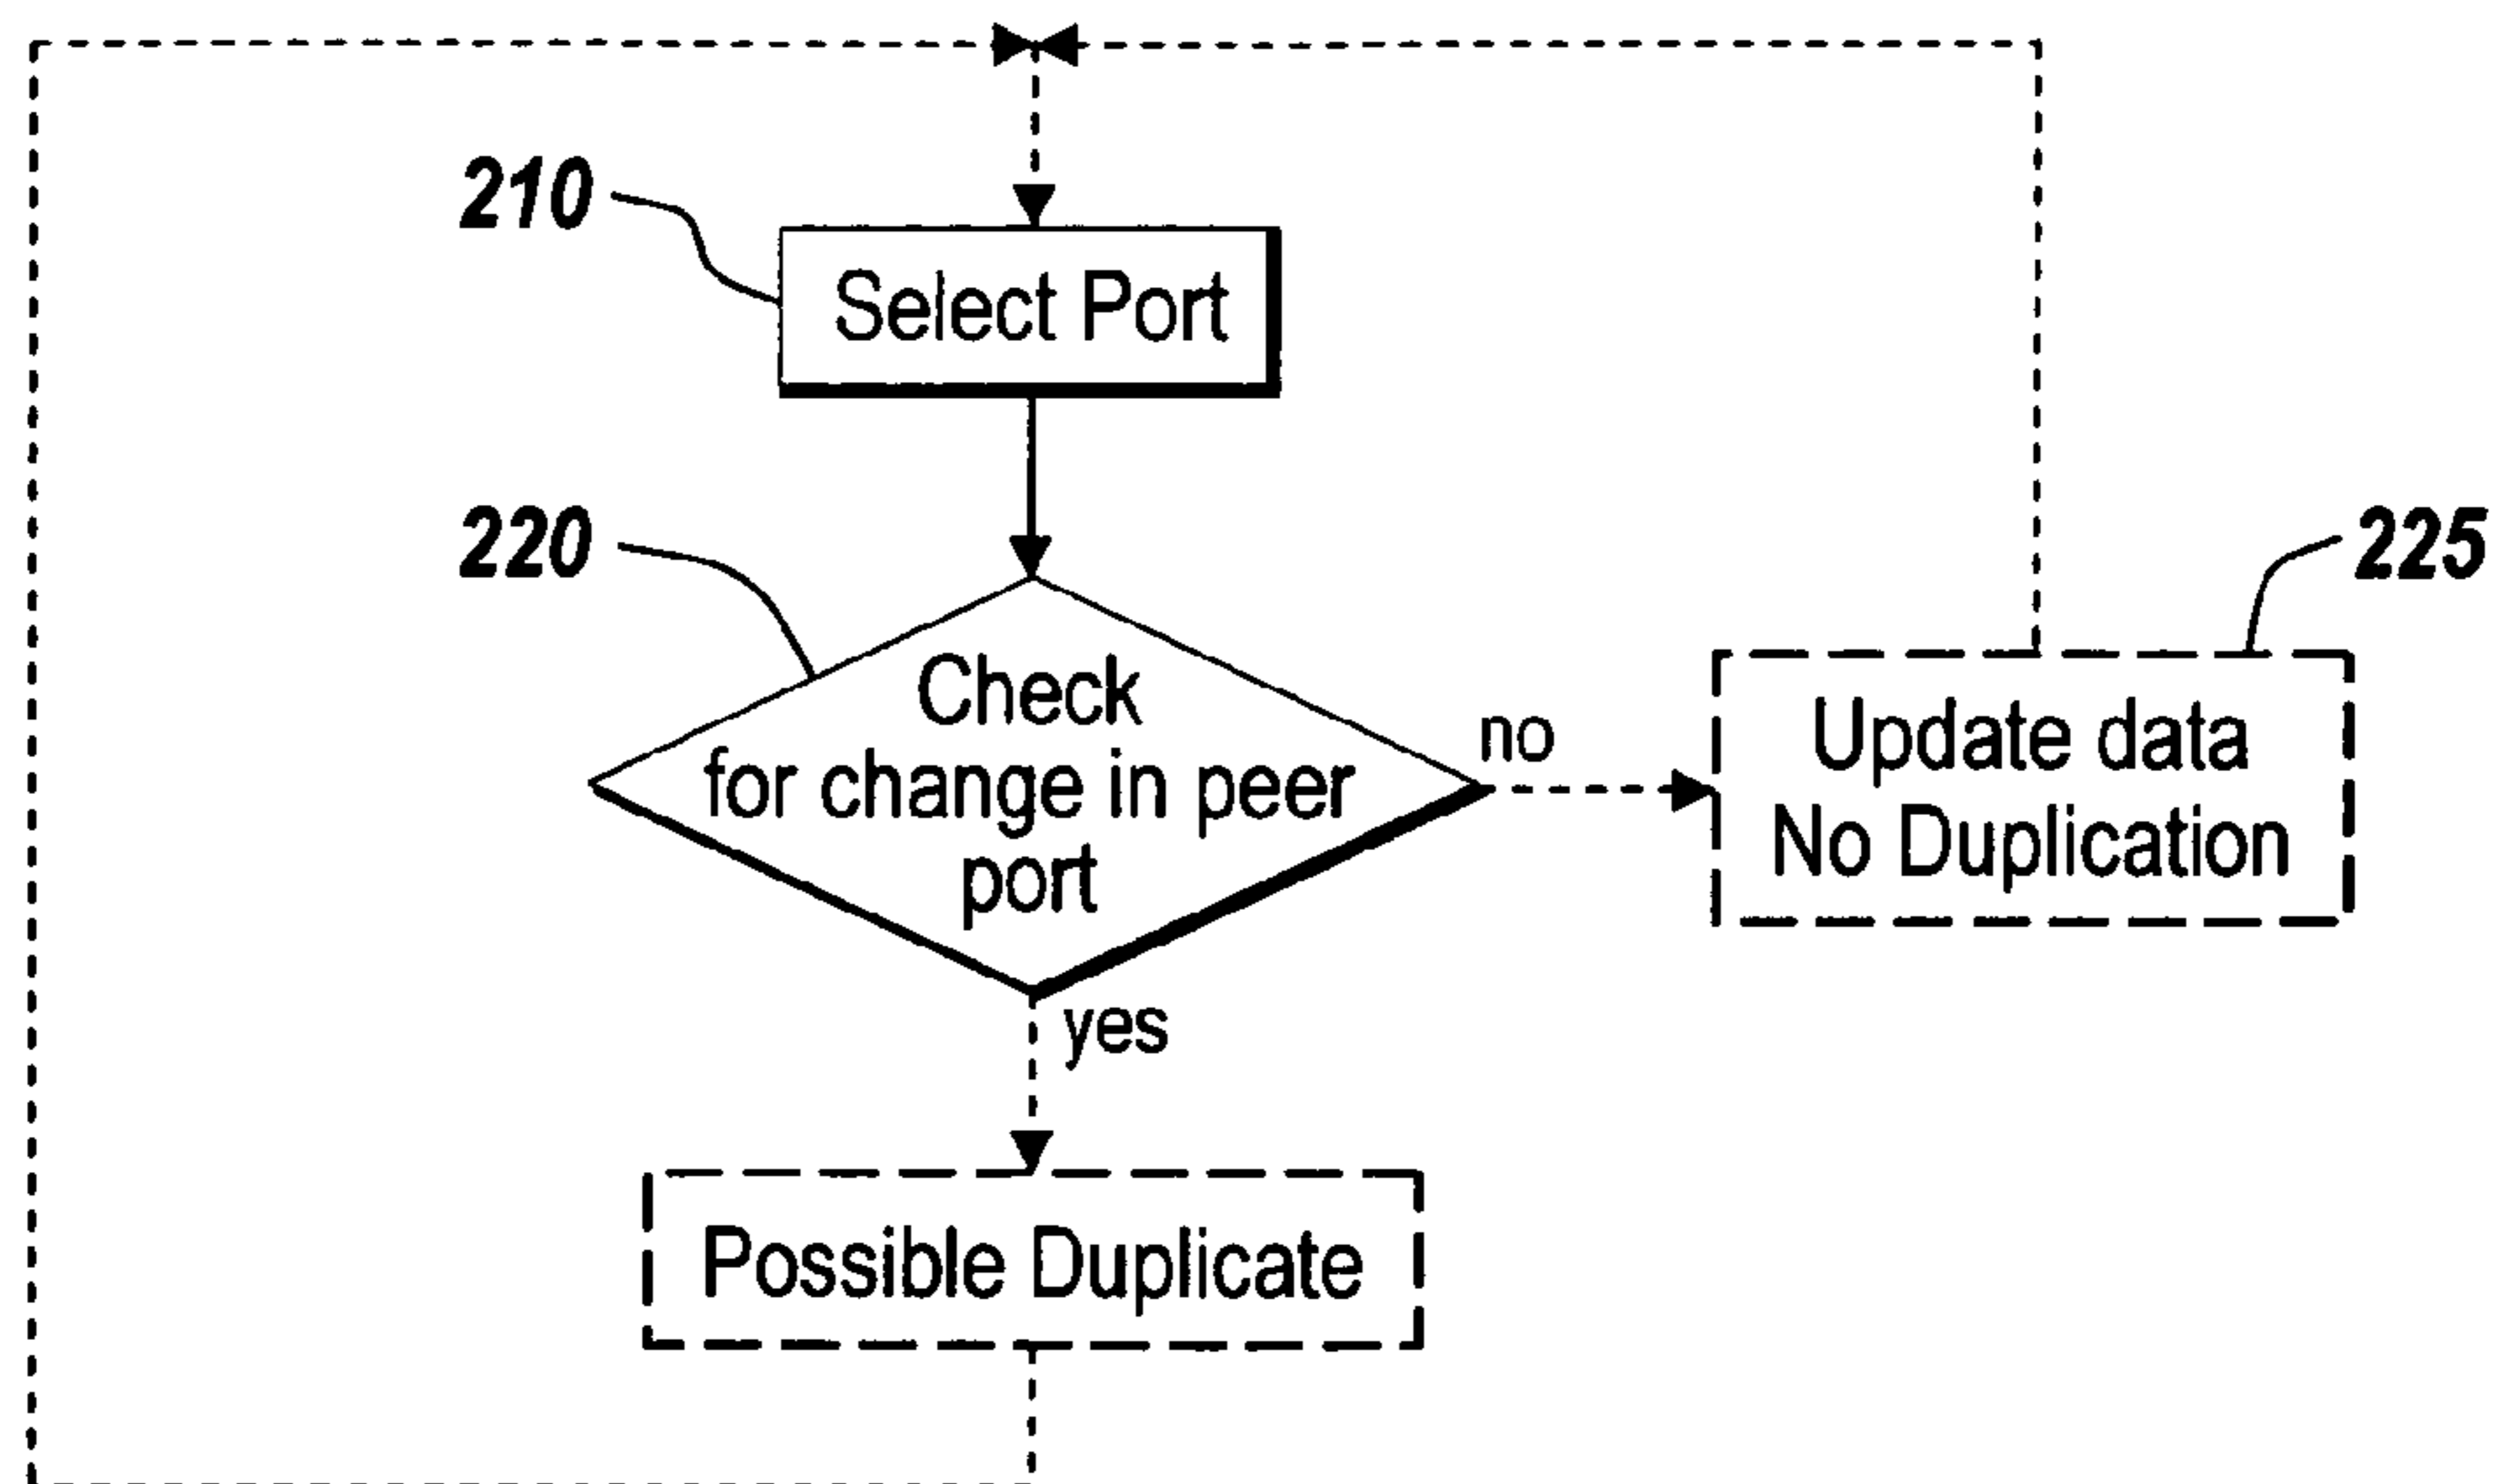 210
Select Port
220
225
Check
for change in peer
port
no
Update data
No Duplication
yes
Possible Duplicate